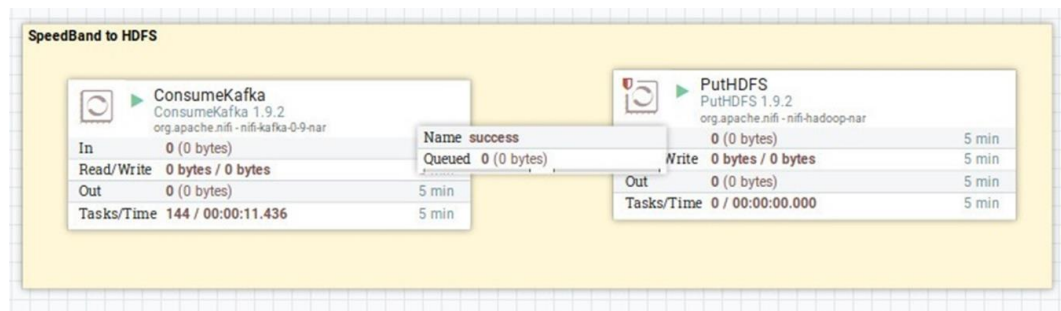 SpeedBand to HDFS
ConsumeKafka
ConsumeKafka 1.9.2
org.apache.nifi - nifi-kafka-0-9-nar
In 0 (0 bytes)
Read/Write 0 bytes / 0 bytes
Out 0 (0 bytes) 5 min
Tasks/Time 144 / 00:00:11.436 5 min
Name success
Queued 0 (0 bytes)
PutHDFS
PutHDFS 1.9.2
org.apache.nifi - nifi-hadoop-nar
0 (0 bytes) 5 min
Write 0 bytes / 0 bytes 5 min
Out 0 (0 bytes) 5 min
Tasks/Time 0 / 00:00:00.000 5 min